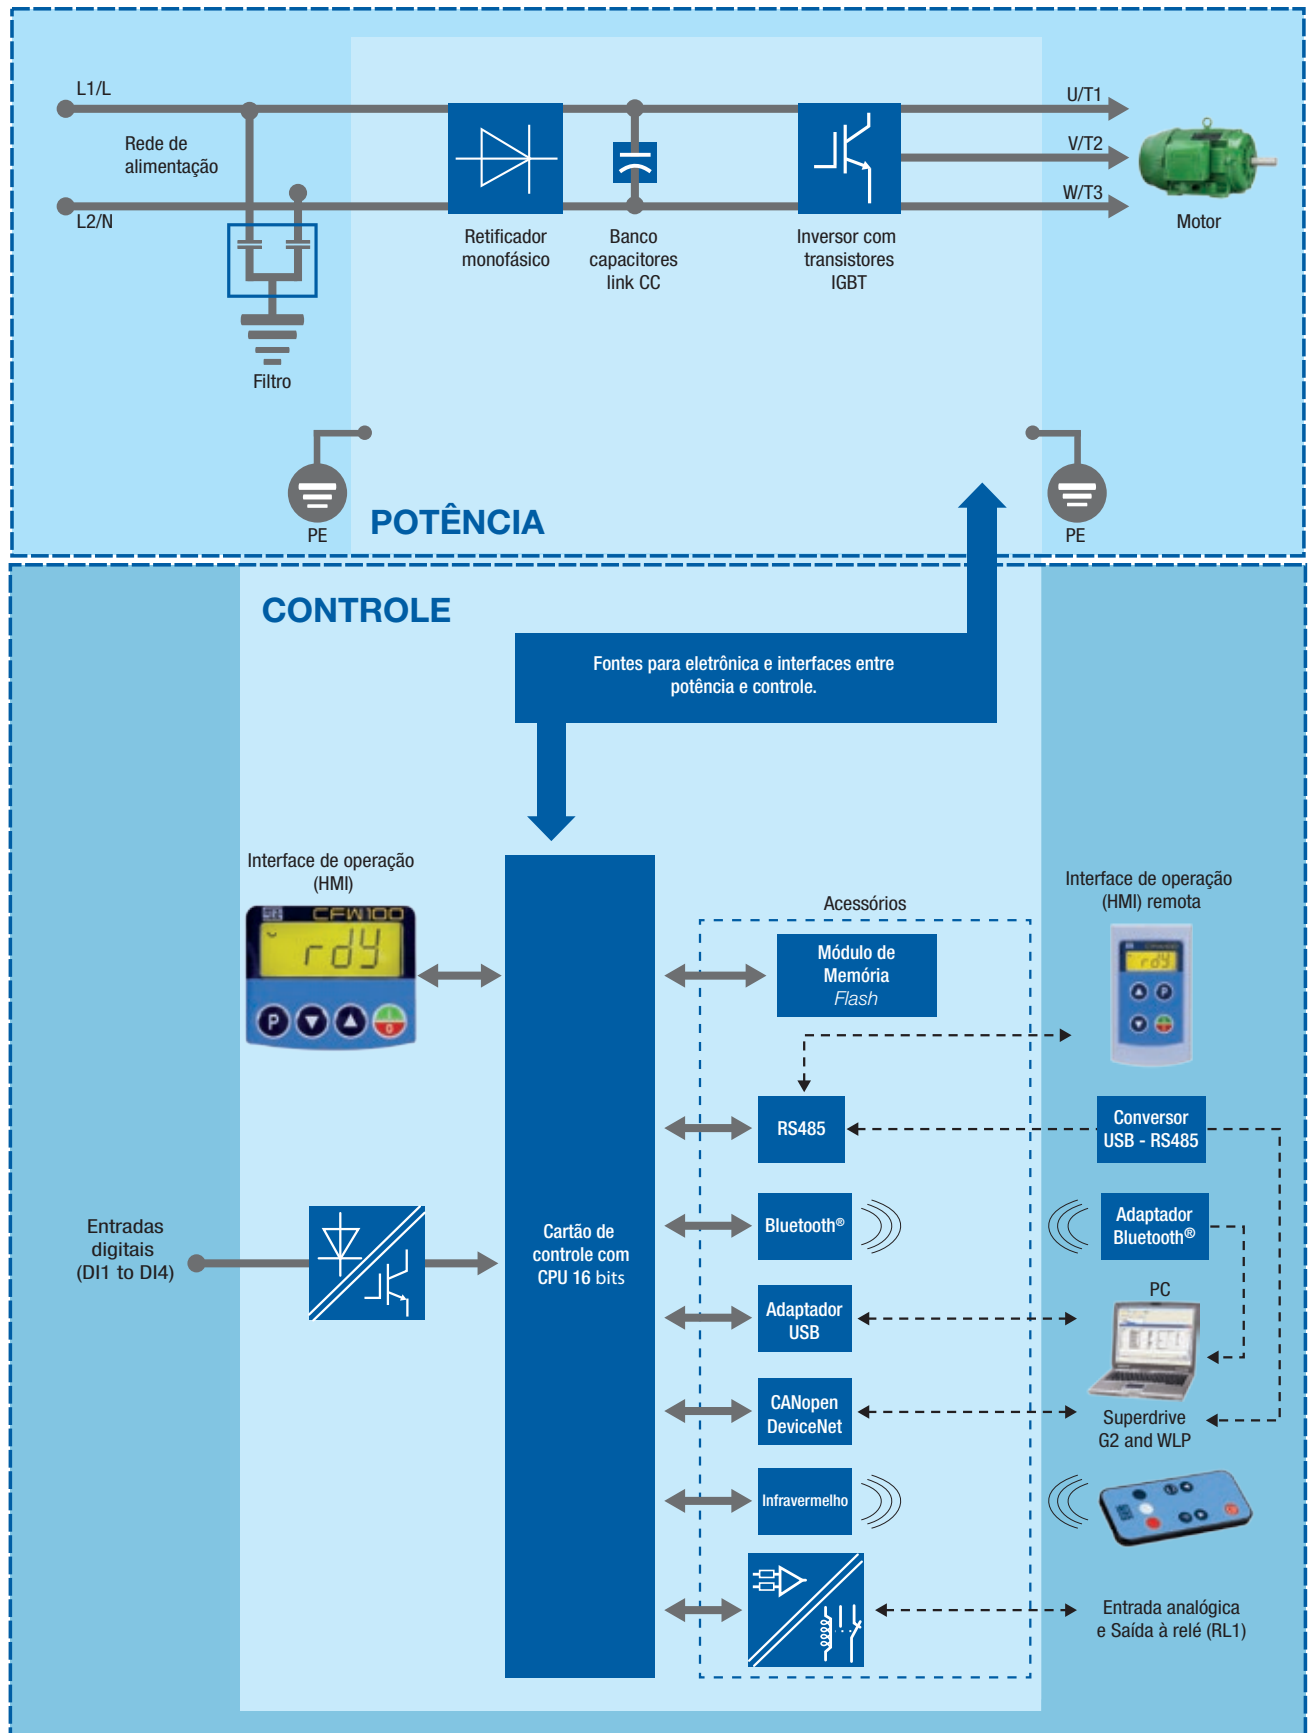 L1/L
U/T1
Rede de
alimentação
V/T2
L2/N
W/T3
Motor
Retificador
monofásico
Banco
capacitores
link CC
Inversor com
transistores
IGBT
Filtro
PE
POTÊNCIA
PE
CONTROLE
Fontes para eletrônica e interfaces entre
potência e controle.
Interface de operação
(HMI)
CFW100
rdy
P
0
Acessórios
Interface de operação
(HMI) remota
Módulo de
Memória
Flash
rdy
P
RS485
Conversor
USB - RS485
Entradas
digitais
(DI1 to DI4)
Cartão de
controle com
CPU 16 bits
Bluetooth®
Adaptador
Bluetooth®
Adaptador
USB
PC
CANopen
DeviceNet
Superdrive
G2 and WLP
Infravermelho
Entrada analógica
e Saída à relé (RL1)